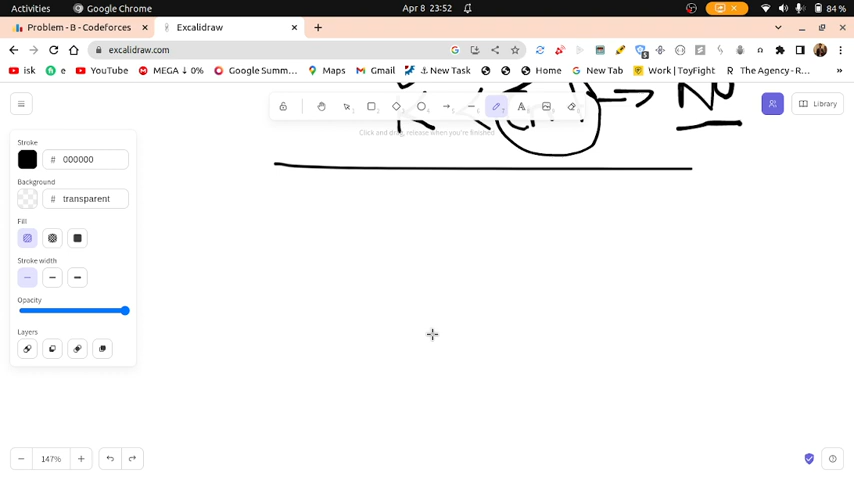 Activities
Google Chrome
Apr 8 23:52
84 %
Problem - B - Codeforces
Excalidraw
excalidraw.com
isk
e
YouTube
MEGA ↓ 0%
Google Summ...
Maps
Gmail
⚓ New Task
Home
New Tab
Work | ToyFight
R The Agency - R...
»
→ NO
Library
Click and drag, release when you're finished
Stroke
# 000000
Background
# transparent
Fill
Stroke width
Opacity
Layers
147%